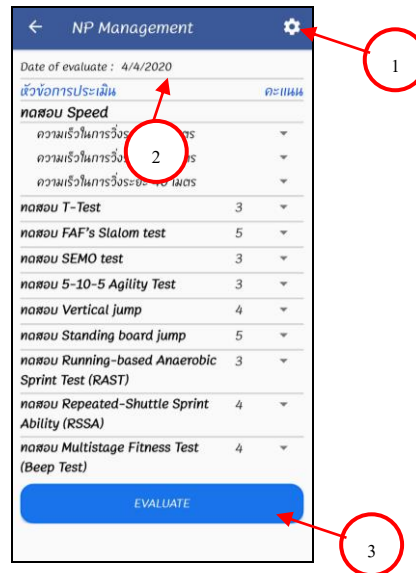 NP Management
1
Date of evaluate : 4/4/2020
หัวข้อการประเมิน คะแนน
ทดสอบ Speed
ความเร็วในการวิ่งระ เมตร
2
ความเร็วในการวิ่งระ
ความเร็วในการวิ่งระยะ 40 เมตร
ทดสอบ T-Test 3
ทดสอบ FAF's Slalom test 5
ทดสอบ SEMO test 3
ทดสอบ 5-10-5 Agility Test 3
ทดสอบ Vertical jump 4
ทดสอบ Standing board jump 5
ทดสอบ Running-based Anaerobic 3
Sprint Test (RAST)
ทดสอบ Repeated-Shuttle Sprint 4
Ability (RSSA)
ทดสอบ Multistage Fitness Test 4
(Beep Test)
EVALUATE
3